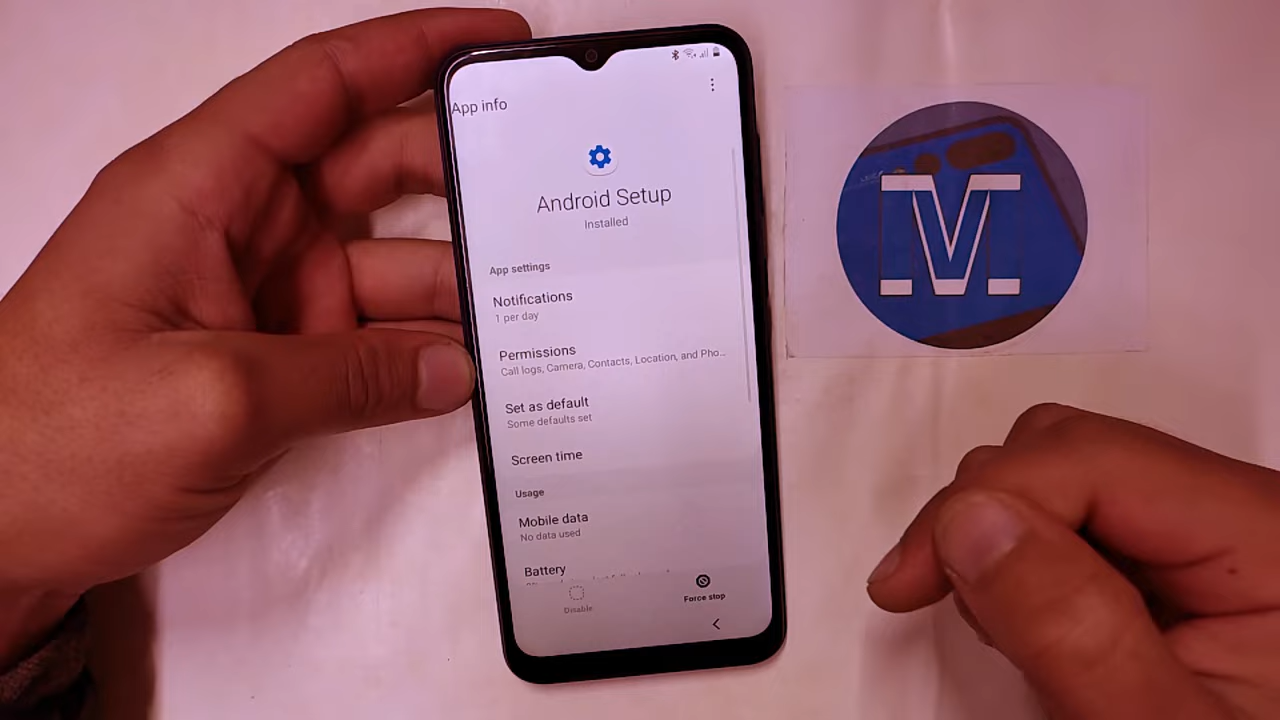 App info
Android Setup
Installed
App settings
Notifications
1 per day
Permissions
Call logs, Camera, Contacts, Location, and Pho...
Set as default
Some defaults set
Screen time
Usage
Mobile data
No data used
Battery
Disable
Force stop
M